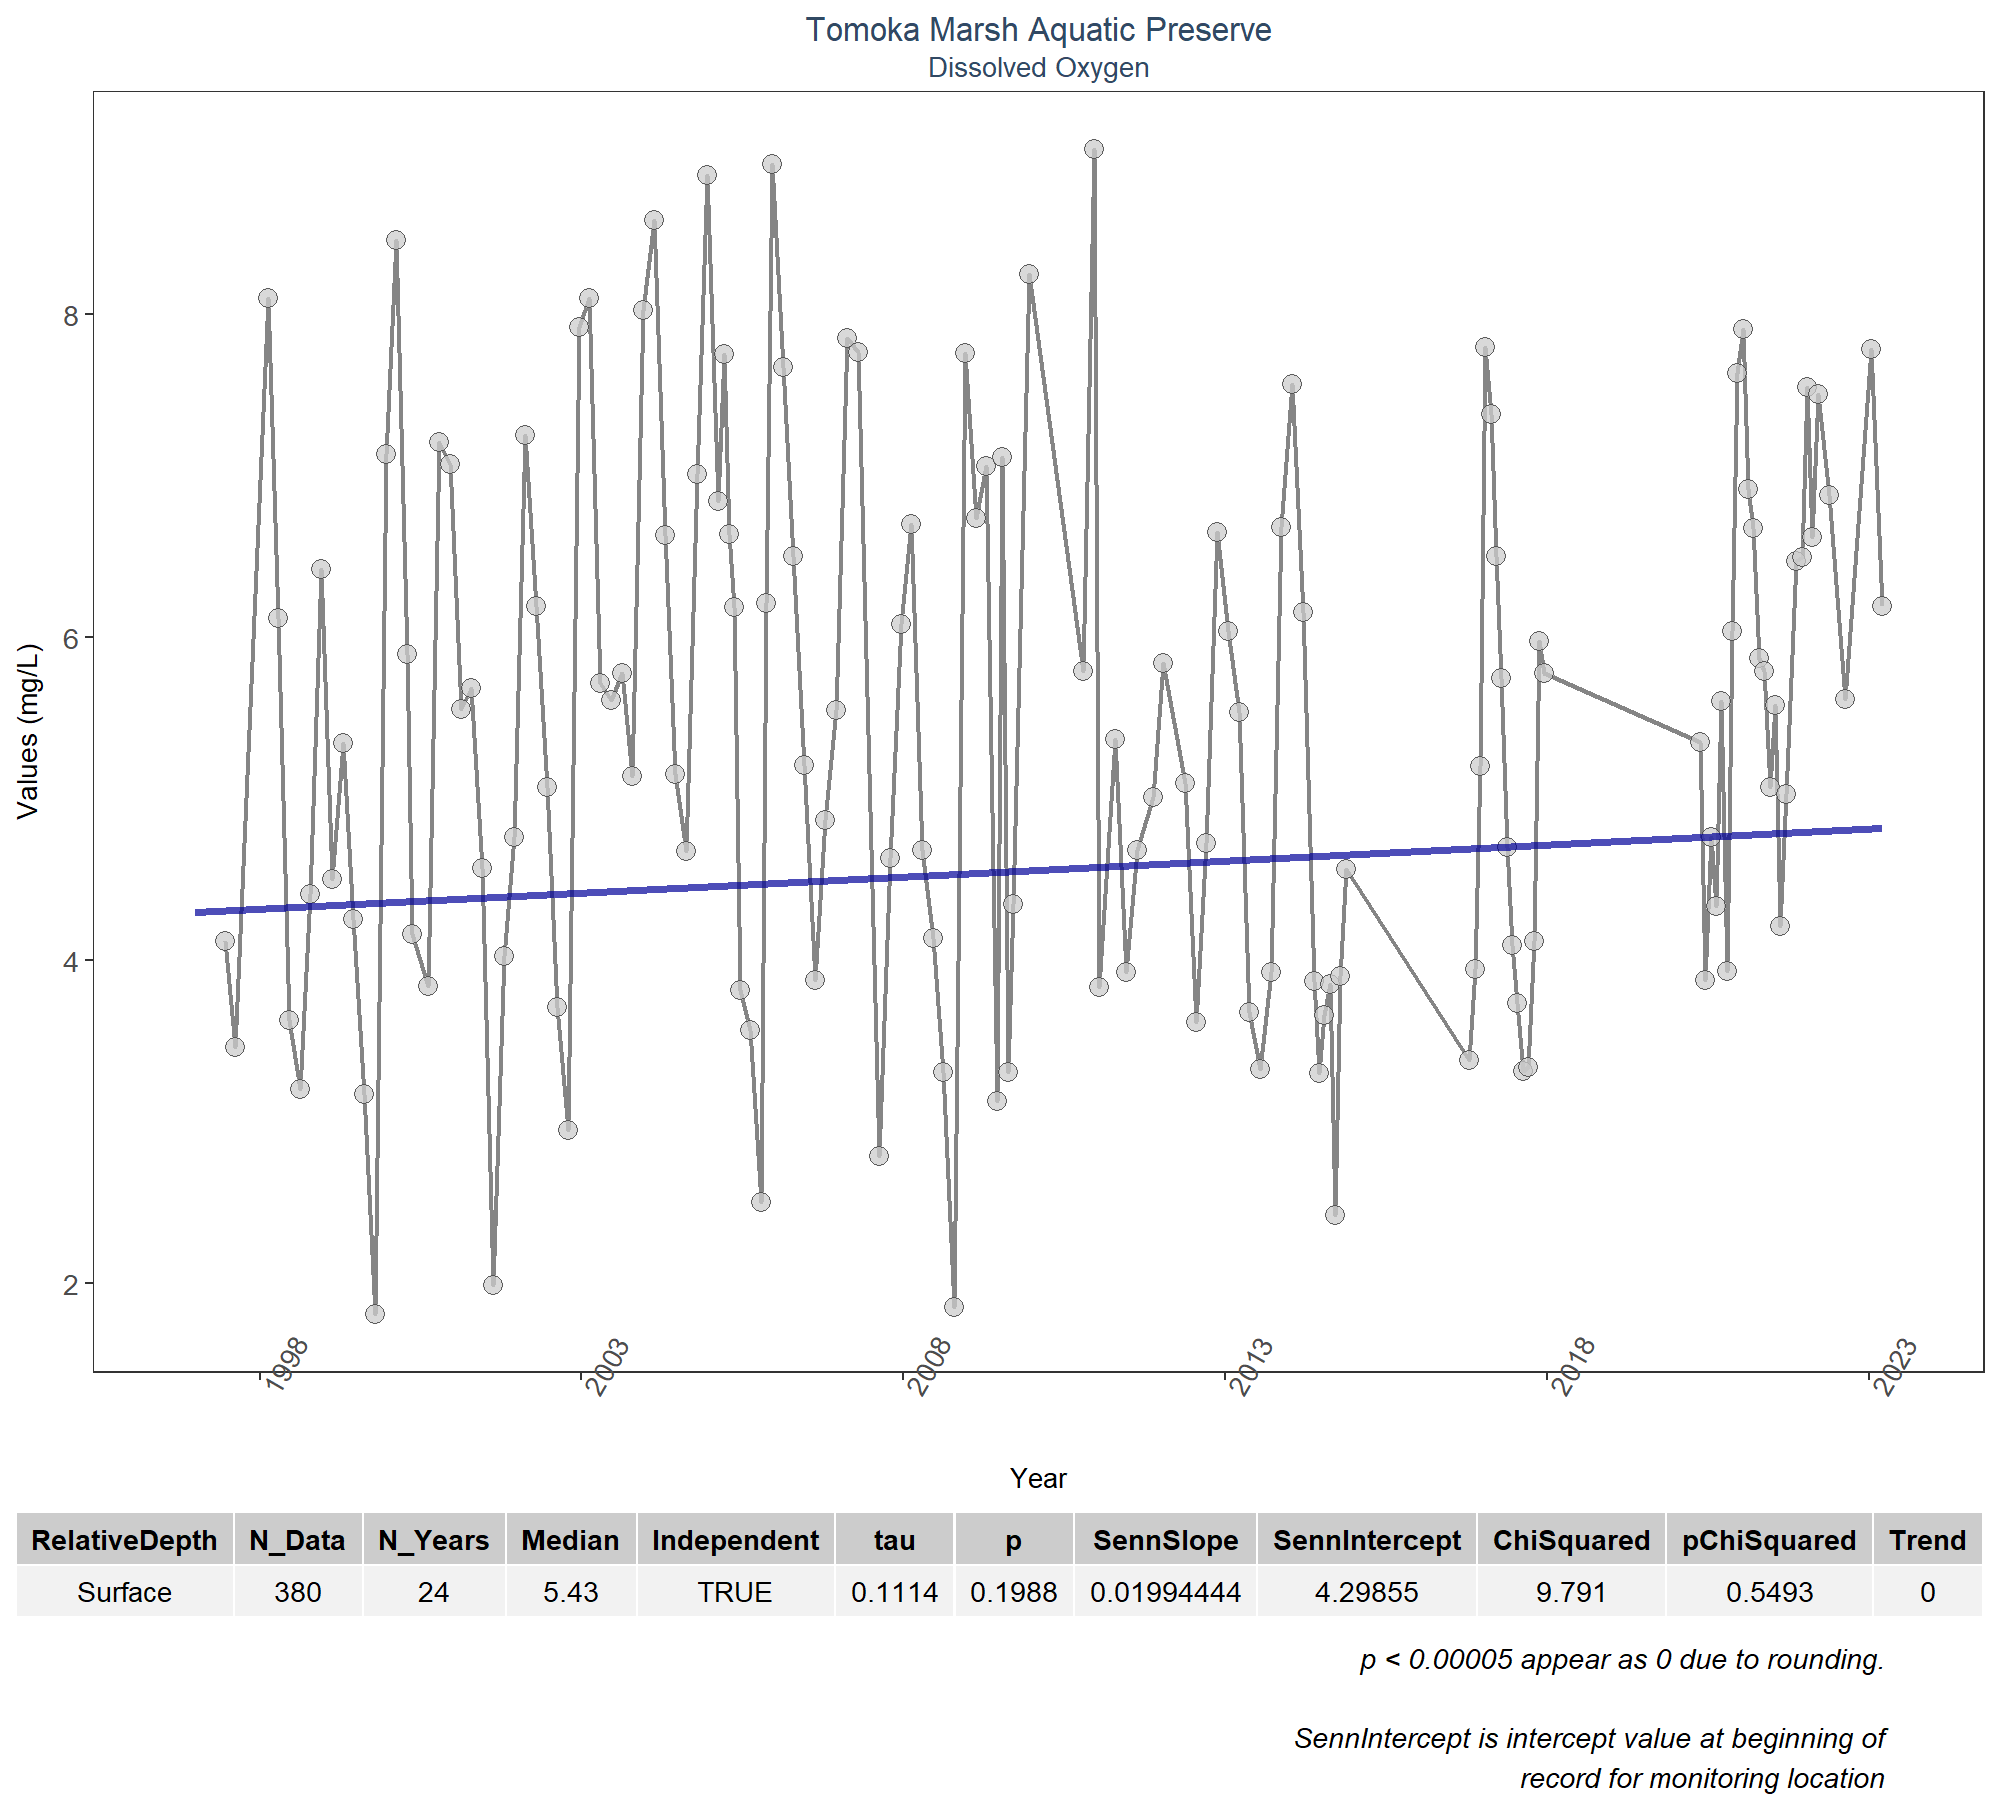 Tomoka Marsh Aquatic Preserve
Dissolved Oxygen
Values (mg/L)
8
6
4
2
1998
2003
2008
2013
2018
2023
Year
RelativeDepth N_Data N_Years Median Independent tau p SennSlope SennIntercept ChiSquared pChiSquared Trend
Surface 380 24 5.43 TRUE 0.1114 0.1988 0.01994444 4.29855 9.791 0.5493 0
p < 0.00005 appear as 0 due to rounding.
SennIntercept is intercept value at beginning of
record for monitoring location